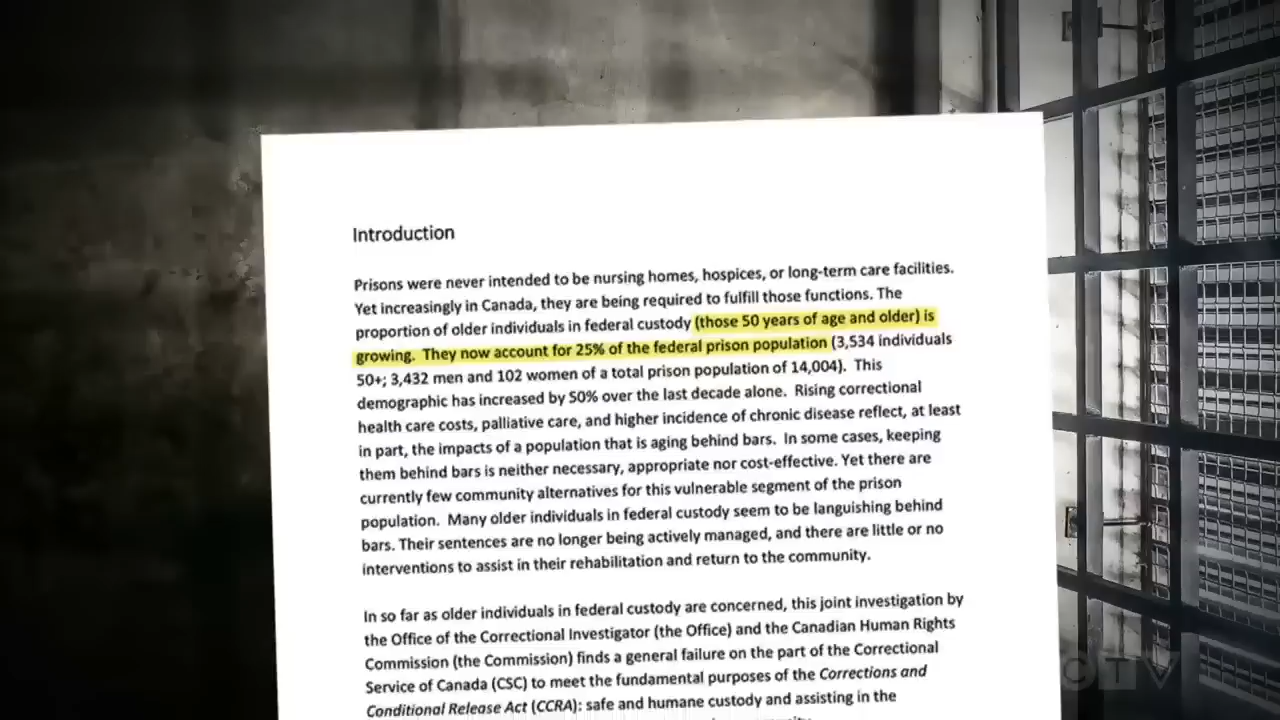 Introduction
Prisons were never intended to be nursing homes, hospices, or long-term care facilities.
Yet increasingly in Canada, they are being required to fulfill those functions. The
proportion of older individuals in federal custody (those 50 years of age and older) is
growing. They now account for 25% of the federal prison population (3,534 individuals
50+; 3,432 men and 102 women of a total prison population of 14,004). This
demographic has increased by 50% over the last decade alone. Rising correctional
health care costs, palliative care, and higher incidence of chronic disease reflect, at least
in part, the impacts of a population that is aging behind bars. In some cases, keeping
them behind bars is neither necessary, appropriate nor cost-effective. Yet there are
currently few community alternatives for this vulnerable segment of the prison
population. Many older individuals in federal custody seem to be languishing behind
bars. Their sentences are no longer being actively managed, and there are little or no
interventions to assist in their rehabilitation and return to the community.
In so far as older individuals in federal custody are concerned, this joint investigation by
the Office of the Correctional Investigator (the Office) and the Canadian Human Rights
Commission (the Commission) finds a general failure on the part of the Correctional
Service of Canada (CSC) to meet the fundamental purposes of the Corrections and
Conditional Release Act (CCRA): safe and humane custody and assisting in the
CTV